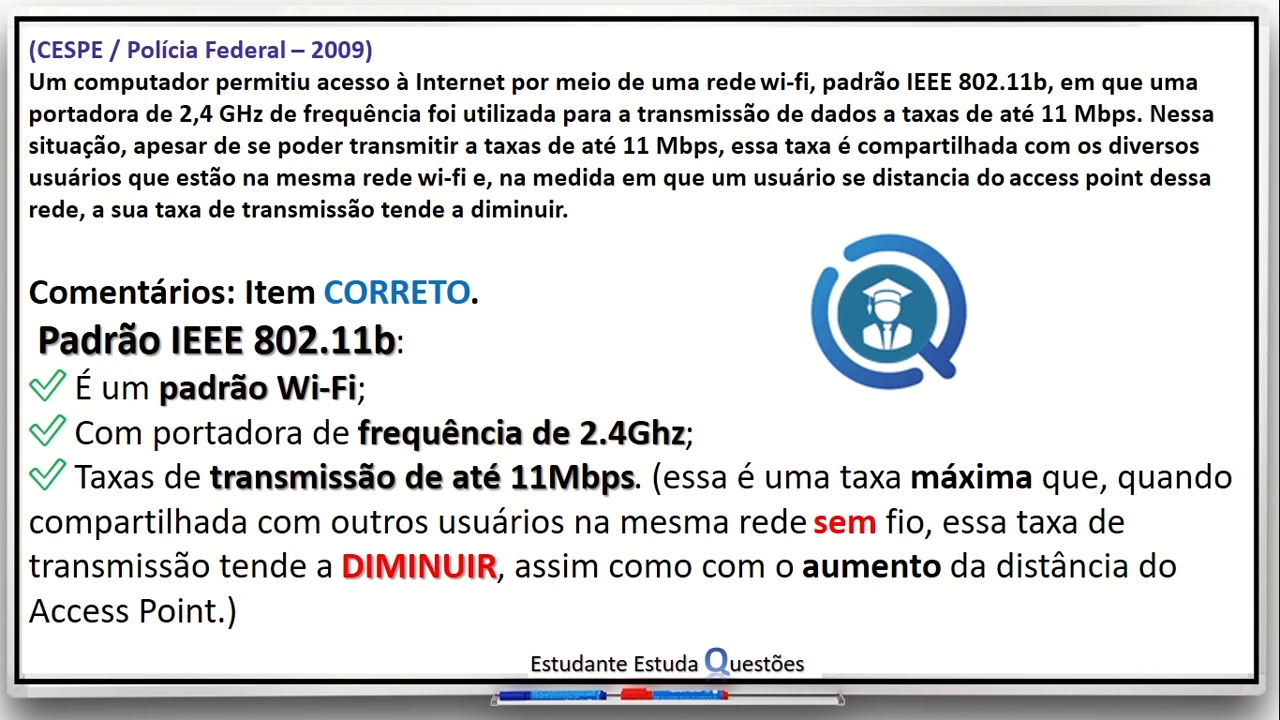 (CESPE / Polícia Federal – 2009)
Um computador permitiu acesso à Internet por meio de uma rede wi-fi, padrão IEEE 802.11b, em que uma
portadora de 2,4 GHz de frequência foi utilizada para a transmissão de dados a taxas de até 11 Mbps. Nessa
situação, apesar de se poder transmitir a taxas de até 11 Mbps, essa taxa é compartilhada com os diversos
usuários que estão na mesma rede wi-fi e, na medida em que um usuário se distancia do access point dessa
rede, a sua taxa de transmissão tende a diminuir.
Comentários: Item CORRETO.
Padrão IEEE 802.11b:
É um padrão Wi-Fi;
Com portadora de frequência de 2.4Ghz;
Taxas de transmissão de até 11Mbps. (essa é uma taxa máxima que, quando
compartilhada com outros usuários na mesma rede sem fio, essa taxa de
transmissão tende a DIMINUIR, assim como com o aumento da distância do
Access Point.)
Estudante Estuda Questões